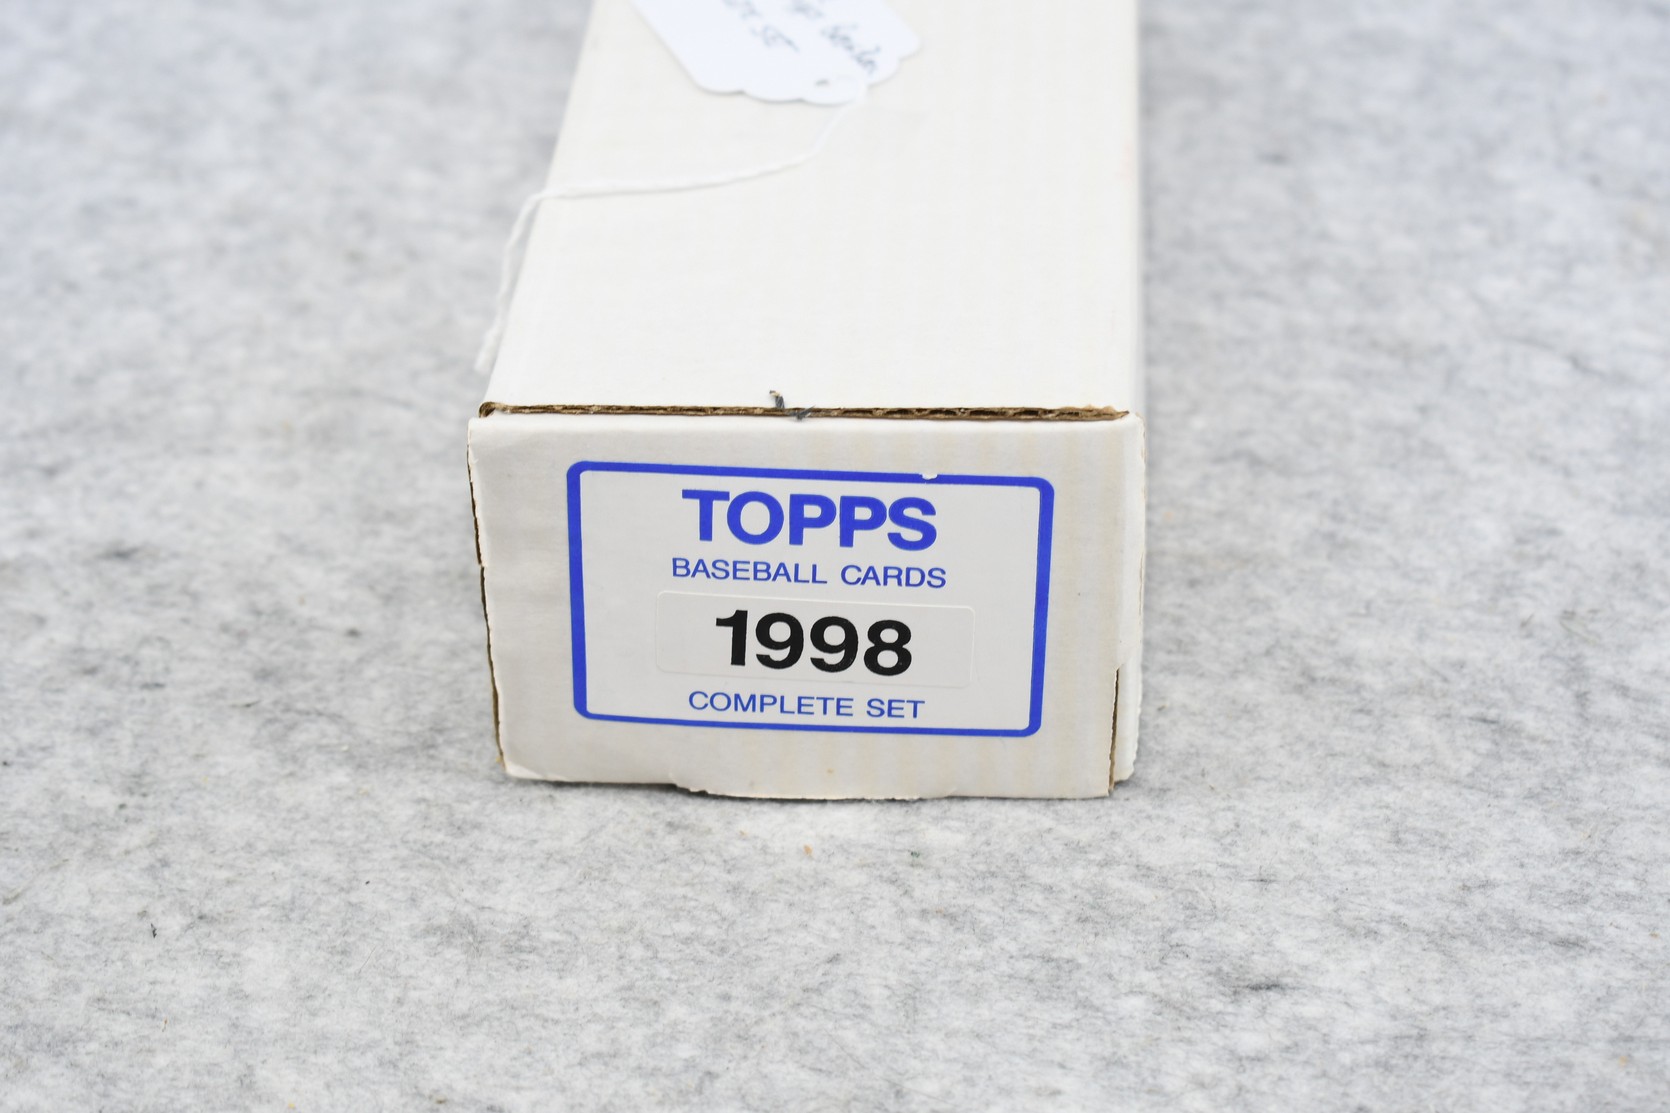 TOPPS
BASEBALL CARDS
1998
COMPLETE SET